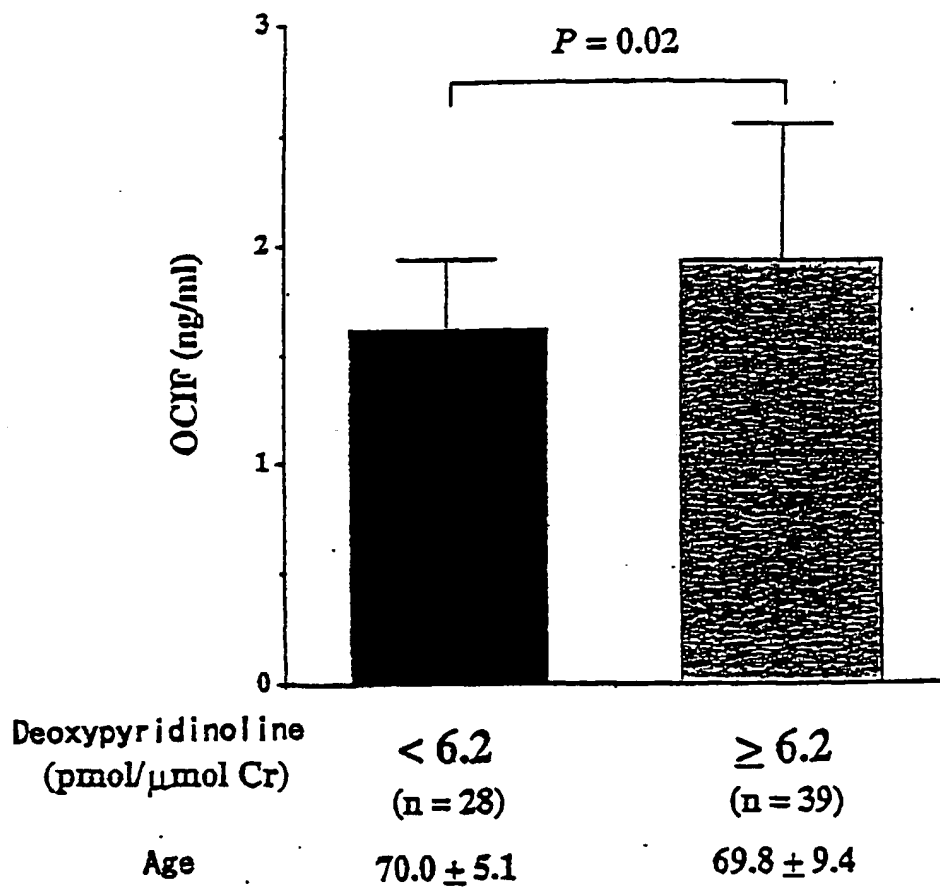 3
P = 0.02
2
OCIF (ng/ml)
1
0
Deoxypyridinoline
(pmol/μmol Cr)
< 6.2
≥ 6.2
(n = 28)
(n = 39)
Age
70.0 ± 5.1
69.8 ± 9.4